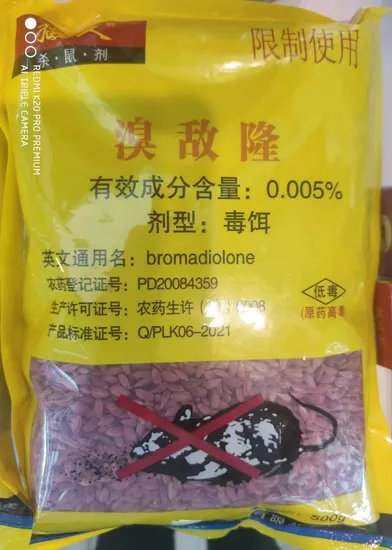 限制使用
杀·鼠·剂
溴敌隆
有效成分含量：0.005%
剂型：毒饵
英文通用名：bromadiolone
农药登记证号：PD20084359
生产许可证号：农药生许
产品标准证号：Q/PLK06-2021
低毒
(原药高毒
500g
REDMI K20 PRO PREMIUM
AI TRIPLE CAMERA